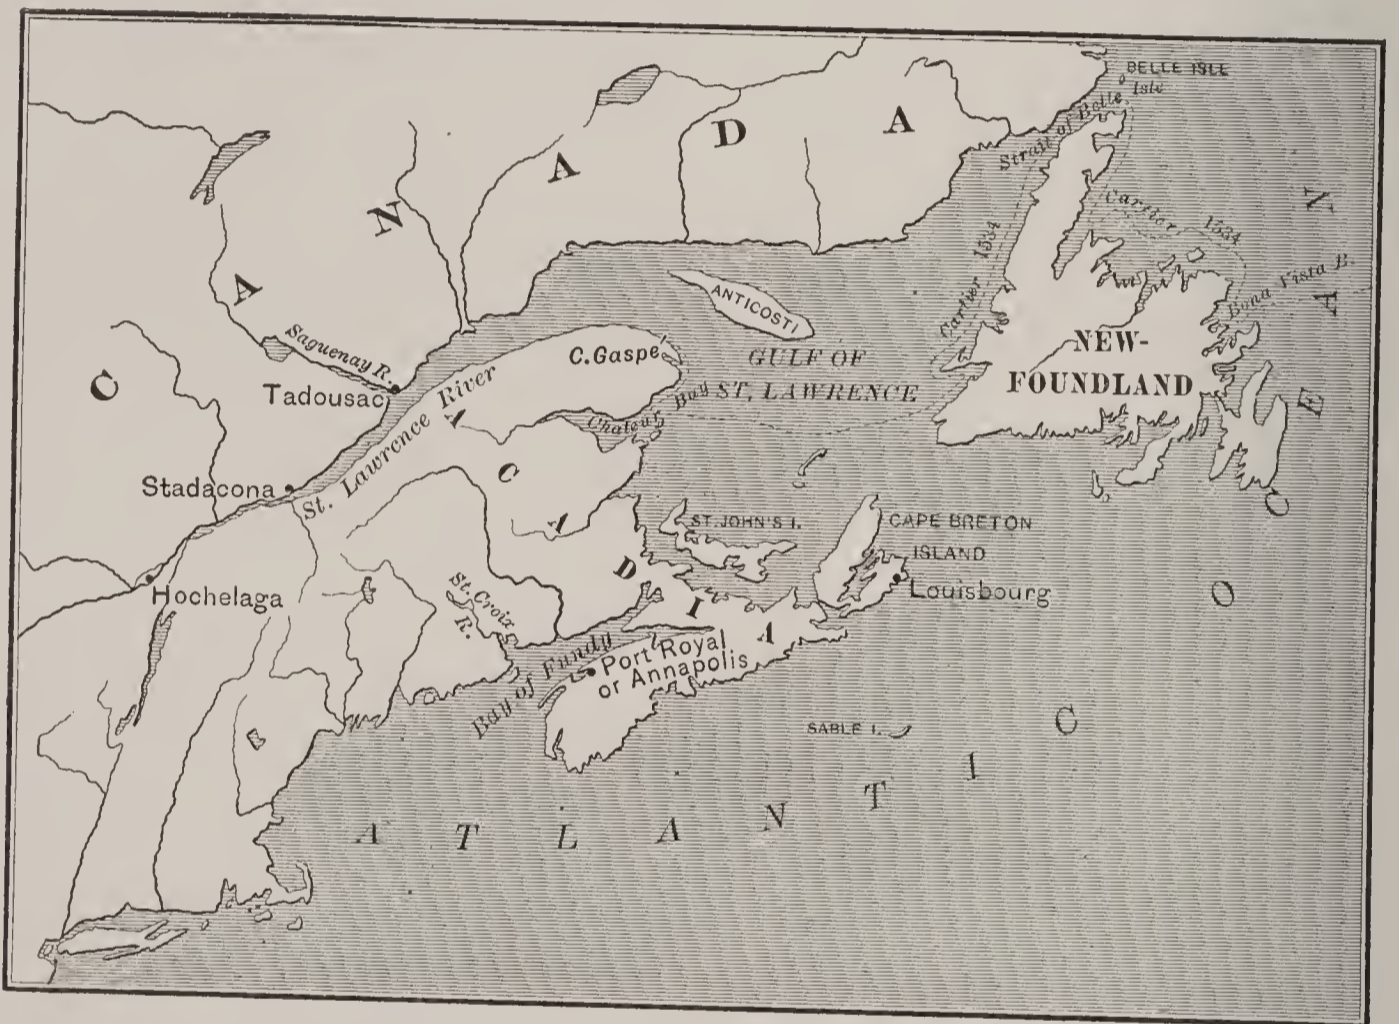 BELLE ISLE
Strait of Belle Isle
CANADA
Cartier 1534
Cartier, 1534
Bona Vista B.
ANTICOSTI
Saguenay R.
C. Gaspe
GULF OF
ST. LAWRENCE
NEW-
FOUNDLAND
Tadousac
Chaleur Bay
St. Lawrence River
Stadacona
ACADIA
ST. JOHN'S I.
CAPE BRETON
ISLAND
Louisbourg
Hochelaga
St. Croix
R.
Bay of Fundy
Port Royal
or Annapolis
SABLE I.
ATLANTIC
OCEAN